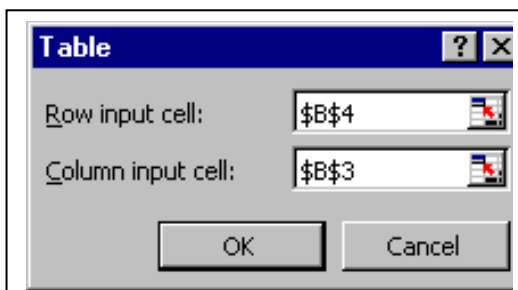 Table ? X
Row input cell: $B$4
Column input cell: $B$3
OK Cancel